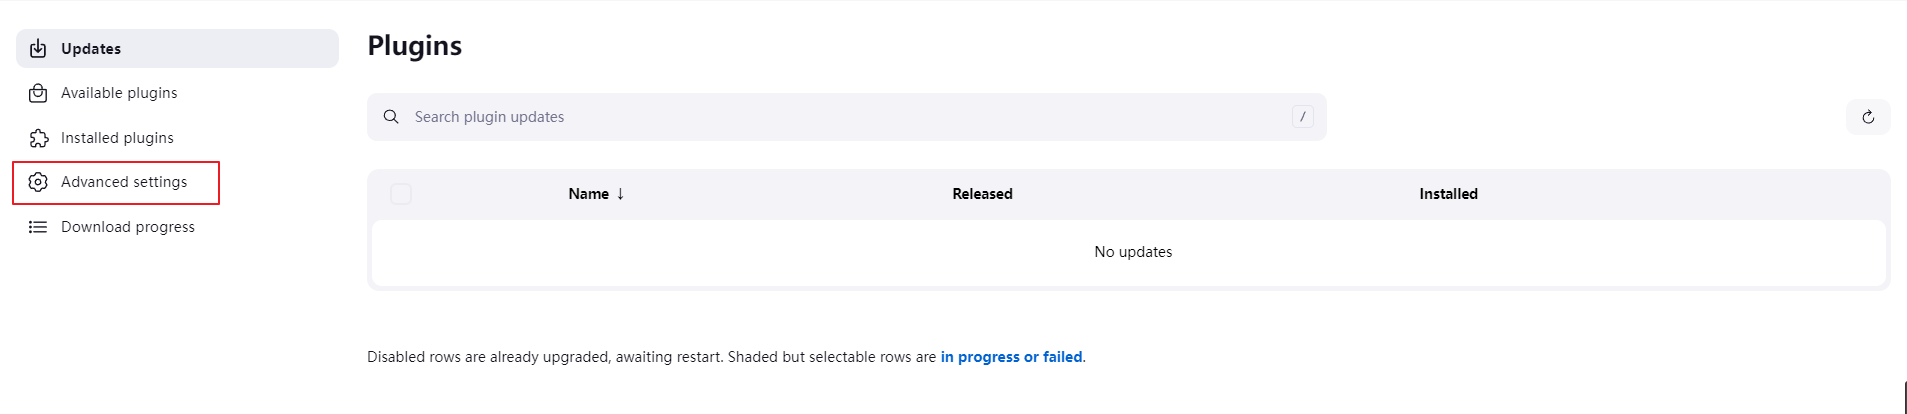 Updates
Available plugins
Installed plugins
Advanced settings
Download progress
Plugins
Search plugin updates /
Name ↓ Released Installed
No updates
Disabled rows are already upgraded, awaiting restart. Shaded but selectable rows are in progress or failed.